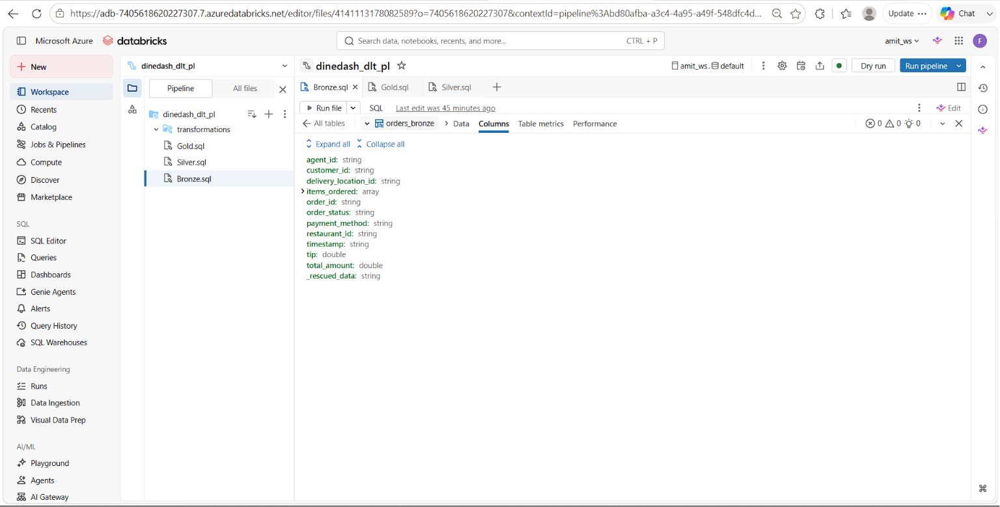 https://adb-7405618620227307.7.azuredatabricks.net/editor/files/4141113178082589?o=7405618620227307&contextId=pipeline%3Abd80afba-a3c4-4a95-a49f-548dfc4d...
Update
Chat
Microsoft Azure databricks
Search data, notebooks, recents, and more... CTRL + P
amit_ws
F
New
Workspace
Recents
Catalog
Jobs & Pipelines
Compute
Discover
Marketplace
SQL
SQL Editor
Queries
Dashboards
Genie Agents
Alerts
Query History
SQL Warehouses
Data Engineering
Runs
Data Ingestion
Visual Data Prep
AI/ML
Playground
Agents
AI Gateway
dinedash_dlt_pl
Pipeline All files
dinedash_dlt_pl
transformations
Gold.sql
Silver.sql
Bronze.sql
dinedash_dlt_pl
amit_ws. default
Dry run
Run pipeline
Bronze.sql Gold.sql Silver.sql
Run file SQL Last edit was 45 minutes ago Edit
All tables orders_bronze Data Columns Table metrics Performance 0 0 0
Expand all Collapse all
agent_id: string
customer_id: string
delivery_location_id: string
items_ordered: array
order_id: string
order_status: string
payment_method: string
restaurant_id: string
timestamp: string
tip: double
total_amount: double
_rescued_data: string